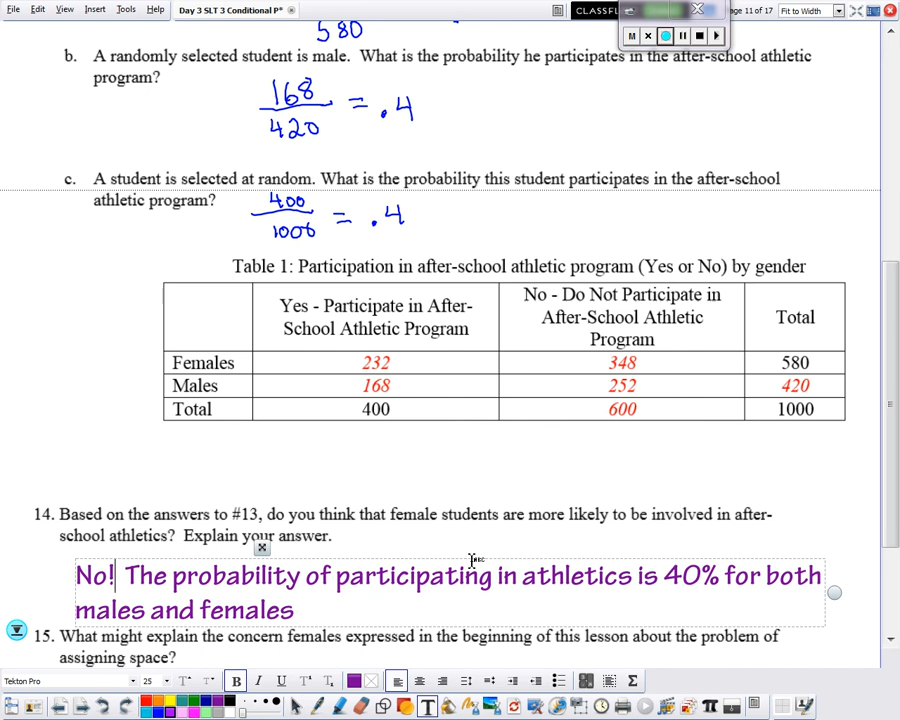 File Edit View Insert Tools Help
Day 3 SLT 3 Conditional P*
CLASSFL
Page 11 of 17
Fit to Width
M
580
b. A randomly selected student is male. What is the probability he participates in the after-school athletic
program?
168
420
= .4
c. A student is selected at random. What is the probability this student participates in the after-school
athletic program?
400
1000
= .4
Table 1: Participation in after-school athletic program (Yes or No) by gender
Yes - Participate in After-
School Athletic Program
No - Do Not Participate in
After-School Athletic
Program
Total
Females 232 348 580
Males 168 252 420
Total 400 600 1000
14. Based on the answers to #13, do you think that female students are more likely to be involved in after-
school athletics? Explain your answer.
No! The probability of participating in athletics is 40% for both
males and females
15. What might explain the concern females expressed in the beginning of this lesson about the problem of
assigning space?
Tekton Pro 25 B I U